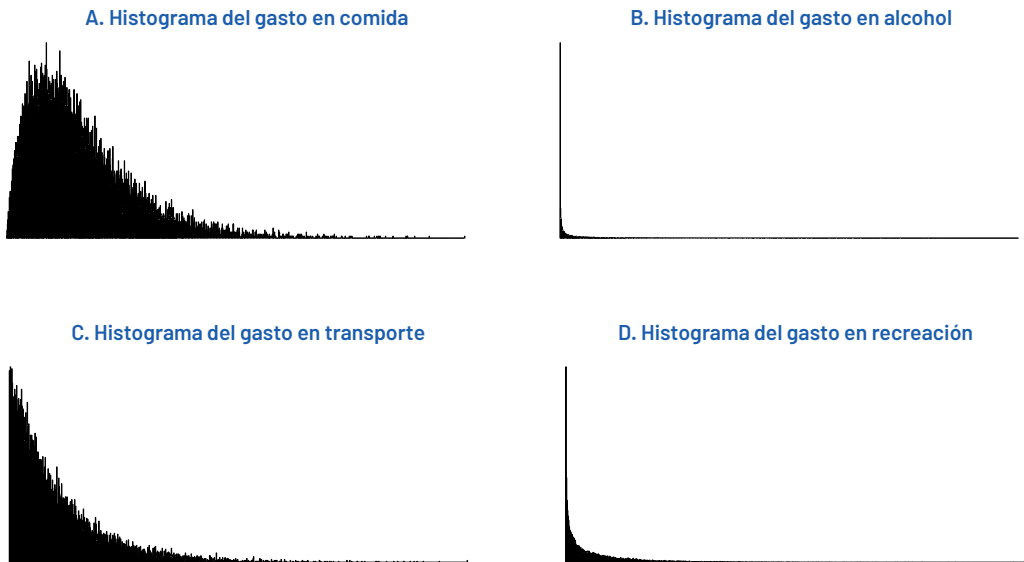 A. Histograma del gasto en comida
B. Histograma del gasto en alcohol
C. Histograma del gasto en transporte
D. Histograma del gasto en recreación